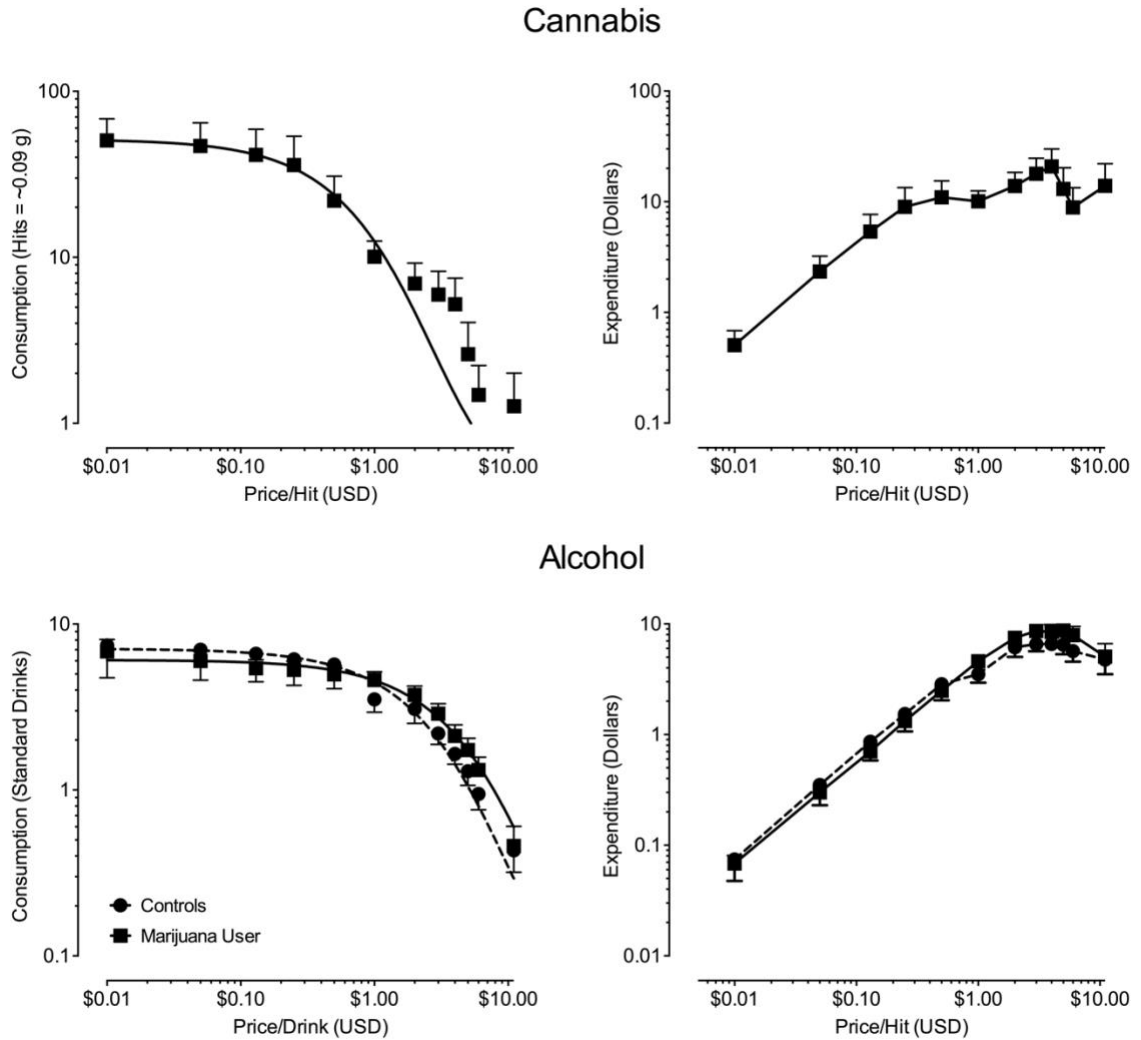 Cannabis
100
10
1
Consumption (Hits = ~0.09 g)
$0.01
$0.10
$1.00
$10.00
Price/Hit (USD)
100
10
1
0.1
Expenditure (Dollars)
$0.01
$0.10
$1.00
$10.00
Price/Hit (USD)
Alcohol
10
1
0.1
Consumption (Standard Drinks)
Controls
Marijuana User
$0.01
$0.10
$1.00
$10.00
Price/Drink (USD)
10
1
0.1
0.01
Expenditure (Dollars)
$0.01
$0.10
$1.00
$10.00
Price/Hit (USD)